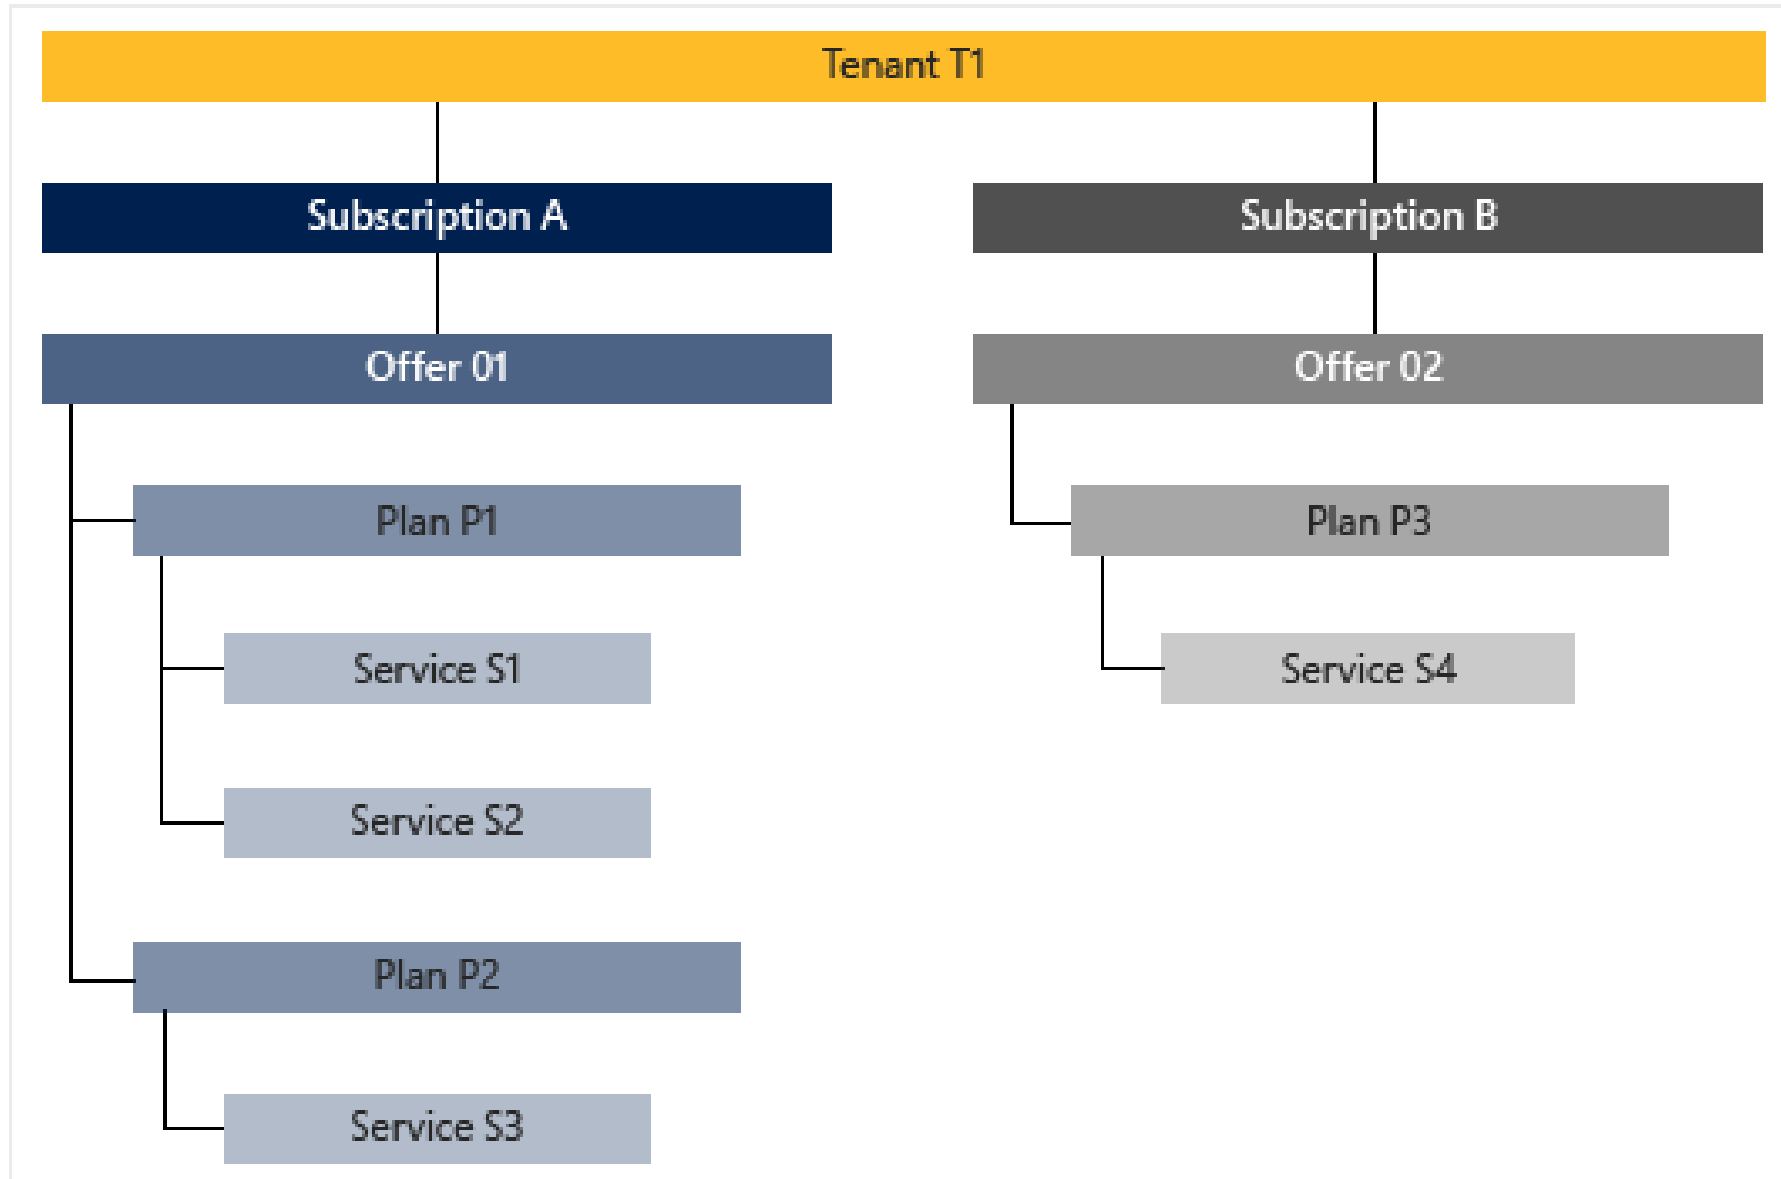 Tenant T1
Subscription A
Subscription B
Offer 01
Offer 02
Plan P1
Plan P3
Service S1
Service S4
Service S2
Plan P2
Service S3